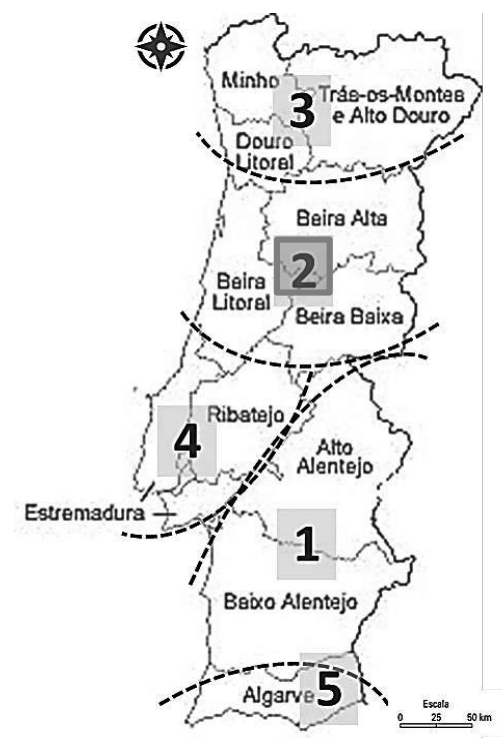 Minho
Trás-os-Montes
e Alto Douro
3
Douro
Litoral
Beira Alta
2
Beira
Litoral
Beira Baixa
Ribatejo
4
Alto
Alentejo
Estremadura
1
Baixo Alentejo
Algarve
5
Escala
0 25 50 km